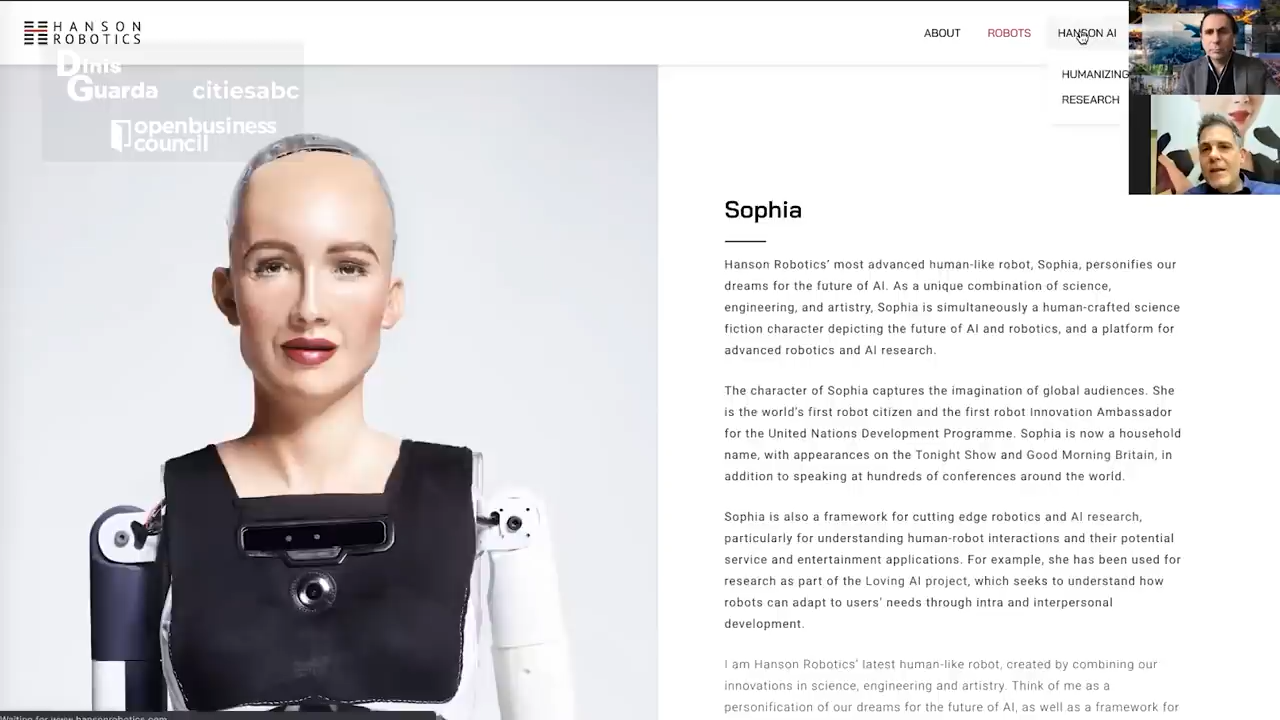 HANSON
ROBOTICS
ABOUT
ROBOTS
HANSON AI
HUMANIZING
RESEARCH
Dinis
Guarda
citiesabc
openbusiness
council
Sophia
Hanson Robotics’ most advanced human-like robot, Sophia, personifies our
dreams for the future of AI. As a unique combination of science,
engineering, and artistry, Sophia is simultaneously a human-crafted science
fiction character depicting the future of AI and robotics, and a platform for
advanced robotics and AI research.
The character of Sophia captures the imagination of global audiences. She
is the world’s first robot citizen and the first robot Innovation Ambassador
for the United Nations Development Programme. Sophia is now a household
name, with appearances on the Tonight Show and Good Morning Britain, in
addition to speaking at hundreds of conferences around the world.
Sophia is also a framework for cutting edge robotics and AI research,
particularly for understanding human-robot interactions and their potential
service and entertainment applications. For example, she has been used for
research as part of the Loving AI project, which seeks to understand how
robots can adapt to users’ needs through intra and interpersonal
development.
I am Hanson Robotics’ latest human-like robot, created by combining our
innovations in science, engineering and artistry. Think of me as a
personification of our dreams for the future of AI, as well as a framework for
Waiting for www.hansonrobotics.com